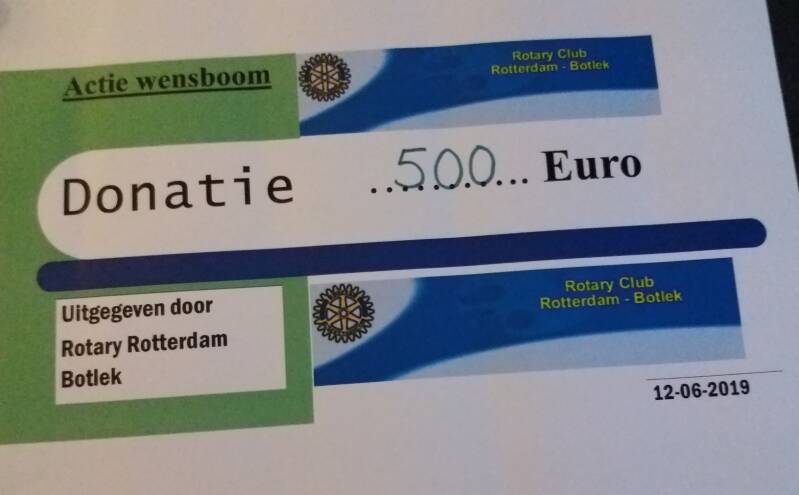 Actie wensboom
Rotary Club
Rotterdam - Botlek
Donatie ...500... Euro
Uitgegeven door
Rotary Rotterdam
Botlek
Rotary Club
Rotterdam - Botlek
12-06-2019